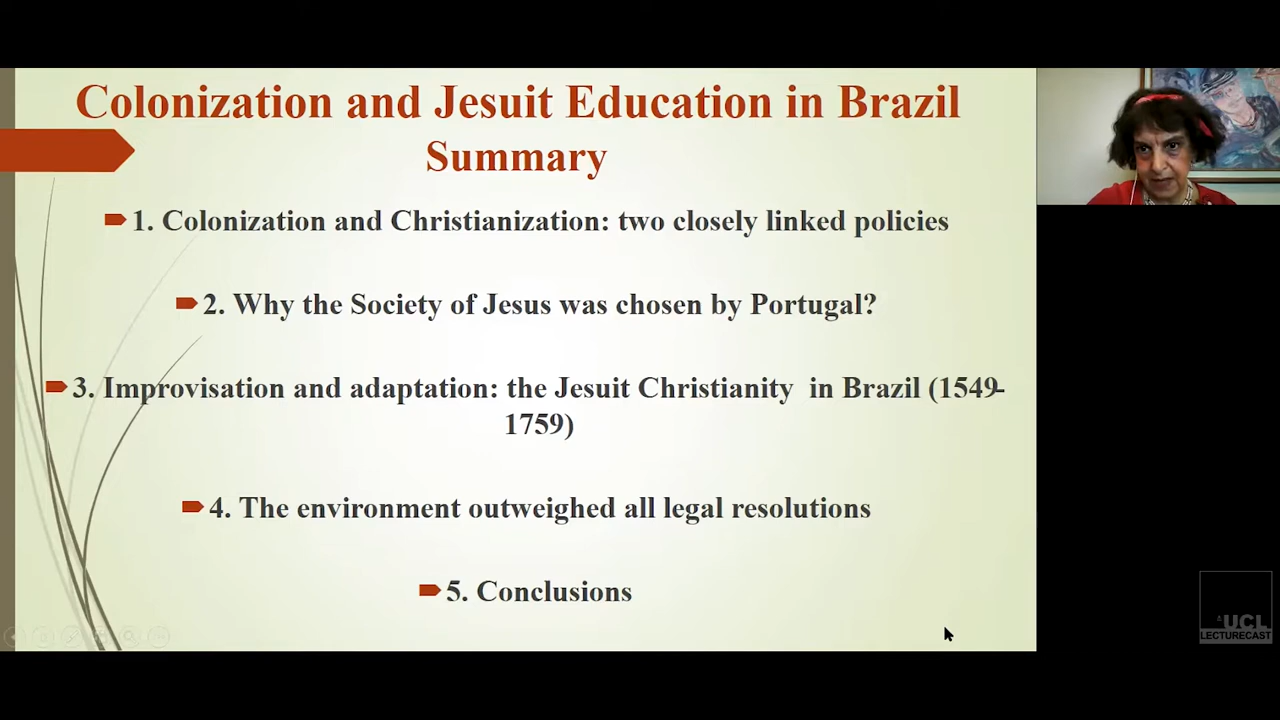 Colonization and Jesuit Education in Brazil
Summary
1. Colonization and Christianization: two closely linked policies
2. Why the Society of Jesus was chosen by Portugal?
3. Improvisation and adaptation: the Jesuit Christianity in Brazil (1549-
1759)
4. The environment outweighed all legal resolutions
5. Conclusions
UCL
LECTURECAST